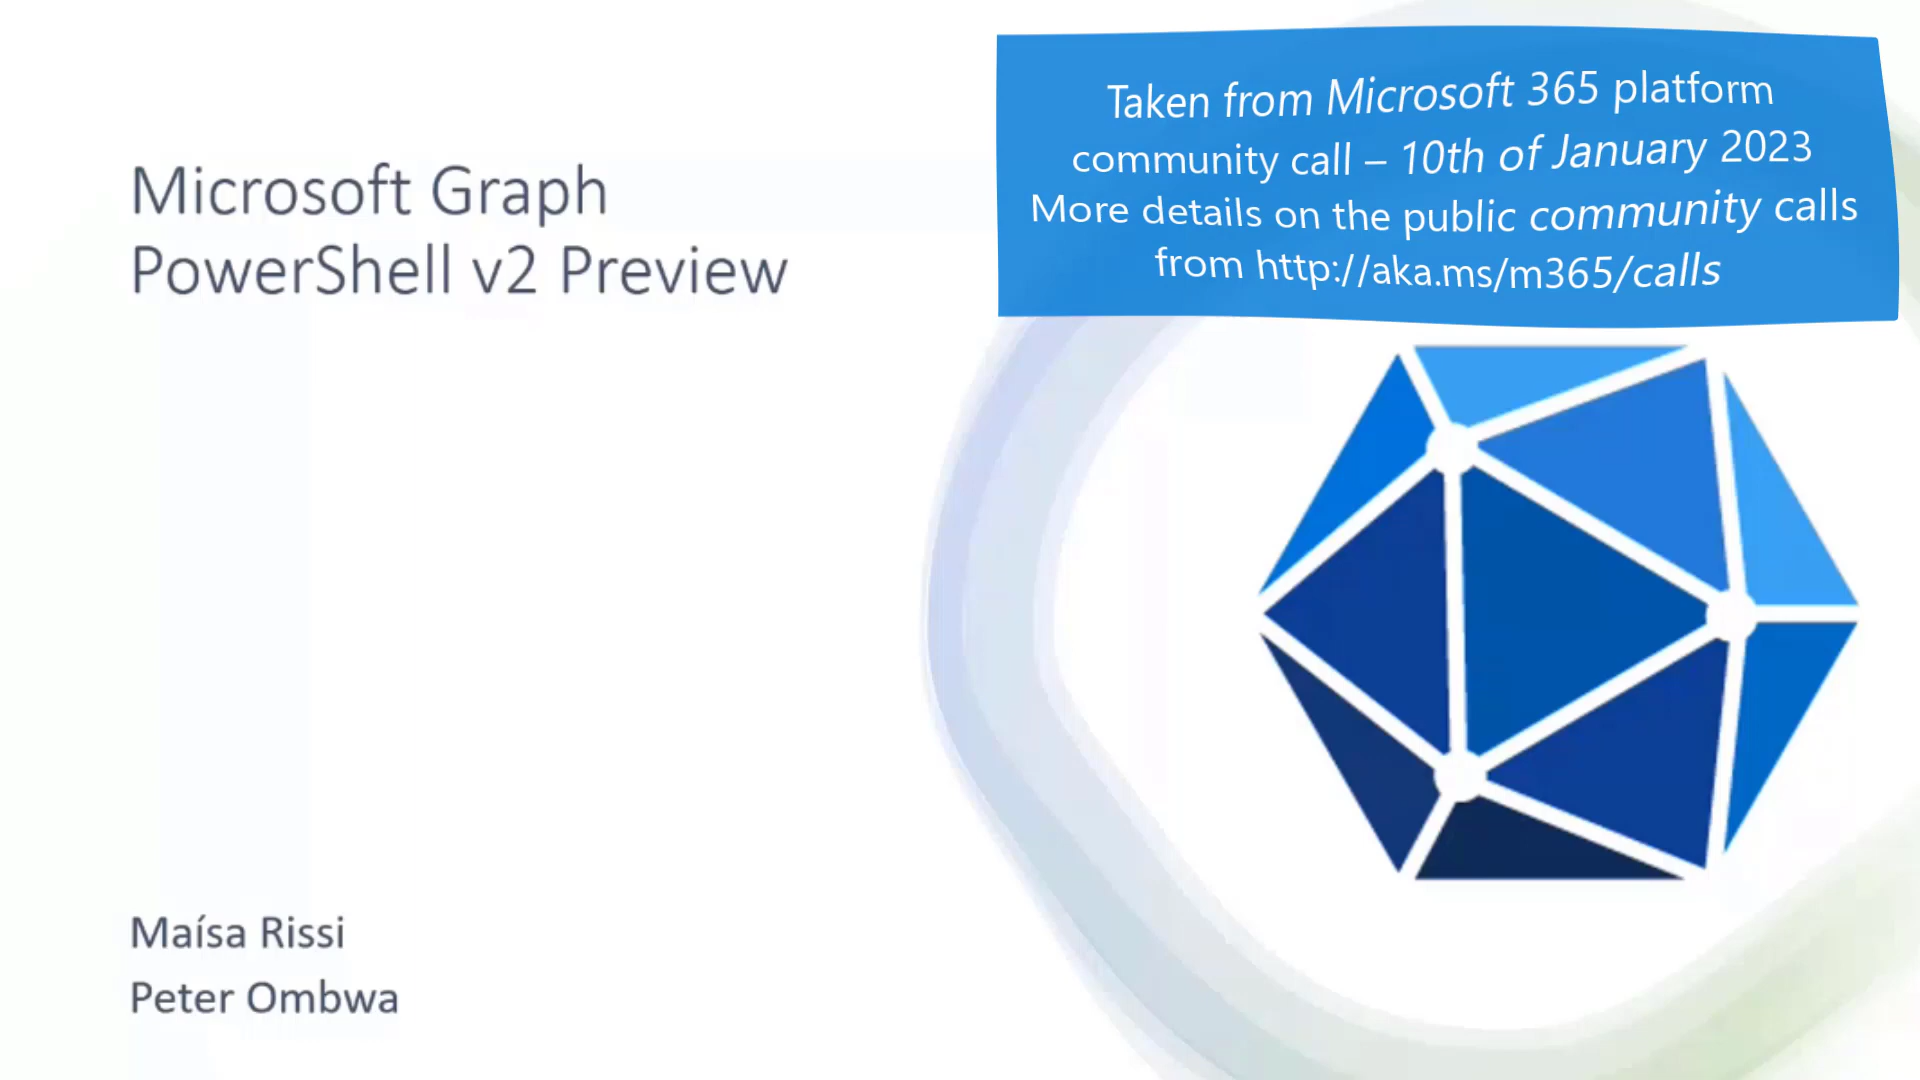 Microsoft Graph
PowerShell v2 Preview
Taken from Microsoft 365 platform
community call – 10th of January 2023
More details on the public community calls
from http://aka.ms/m365/calls
Maísa Rissi
Peter Ombwa